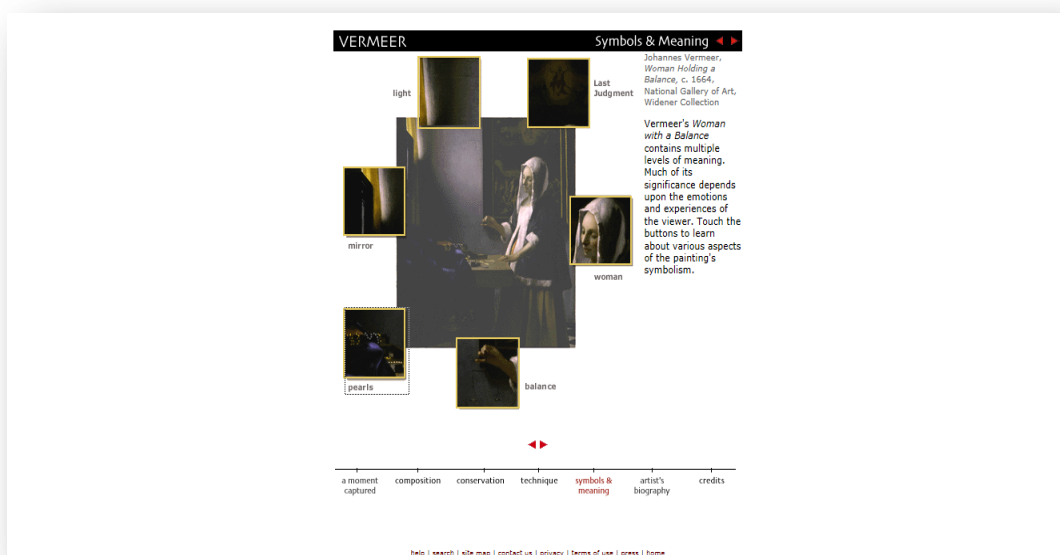 VERMEER
Symbols & Meaning
Johannes Vermeer,
Woman Holding a
Balance, c. 1664,
National Gallery of Art,
Widener Collection
Vermeer's Woman
with a Balance
contains multiple
levels of meaning.
Much of its
significance depends
upon the emotions
and experiences of
the viewer. Touch the
buttons to learn
about various aspects
of the painting's
symbolism.
light
Last
Judgment
mirror
woman
pearls
balance
a moment
captured
composition
conservation
technique
symbols &
meaning
artist's
biography
credits
help | search | site map | contact us | privacy | terms of use | press | home